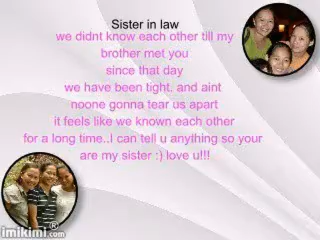 Sister in law
we didnt know each other till my
brother met you
since that day
we have been tight. and aint
noone gonna tear us apart
it feels like we known each other
for a long time..I can tell u anything so your
are my sister :) love u!!!
imikimi®.com